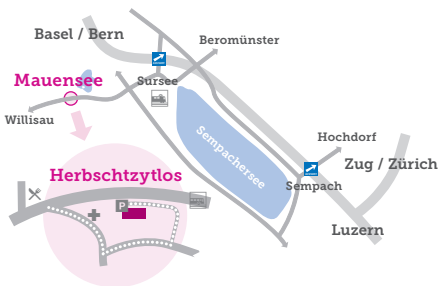 Basel / Bern
Beromünster
Mauensee
Sursee
Willisau
Sempachersee
Hochdorf
Zug / Zürich
Herbschtzytlos
Sempach
P
Luzern